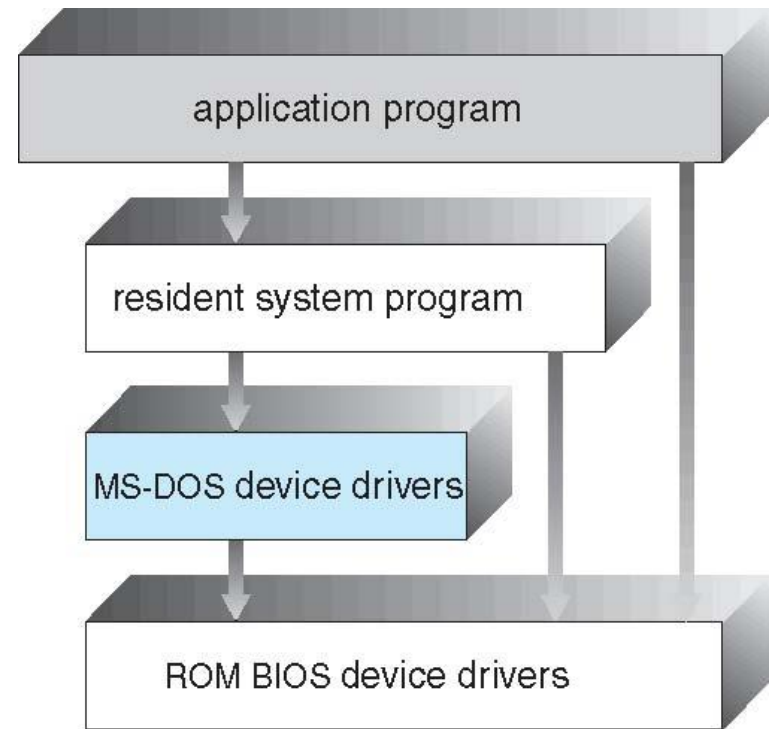 application program
resident system program
MS-DOS device drivers
ROM BIOS device drivers